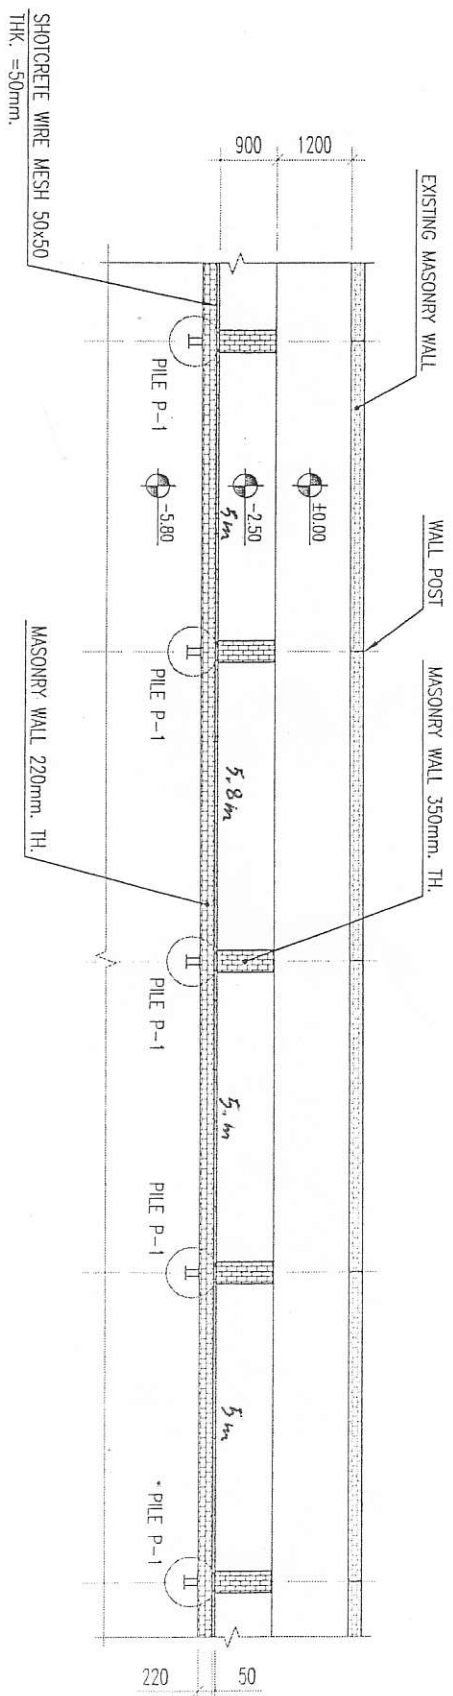 EXISTING MASONRY WALL
WALL POST
MASONRY WALL 350mm. TH.
1200
900
±0.00
-2.50
-5.80
5m
5,8m
5,m
5m
PILE P-1
PILE P-1
PILE P-1
PILE P-1
PILE P-1
SHOTCRETE WIRE MESH 50x50
THK. =50mm.
MASONRY WALL 220mm. TH.
50
220